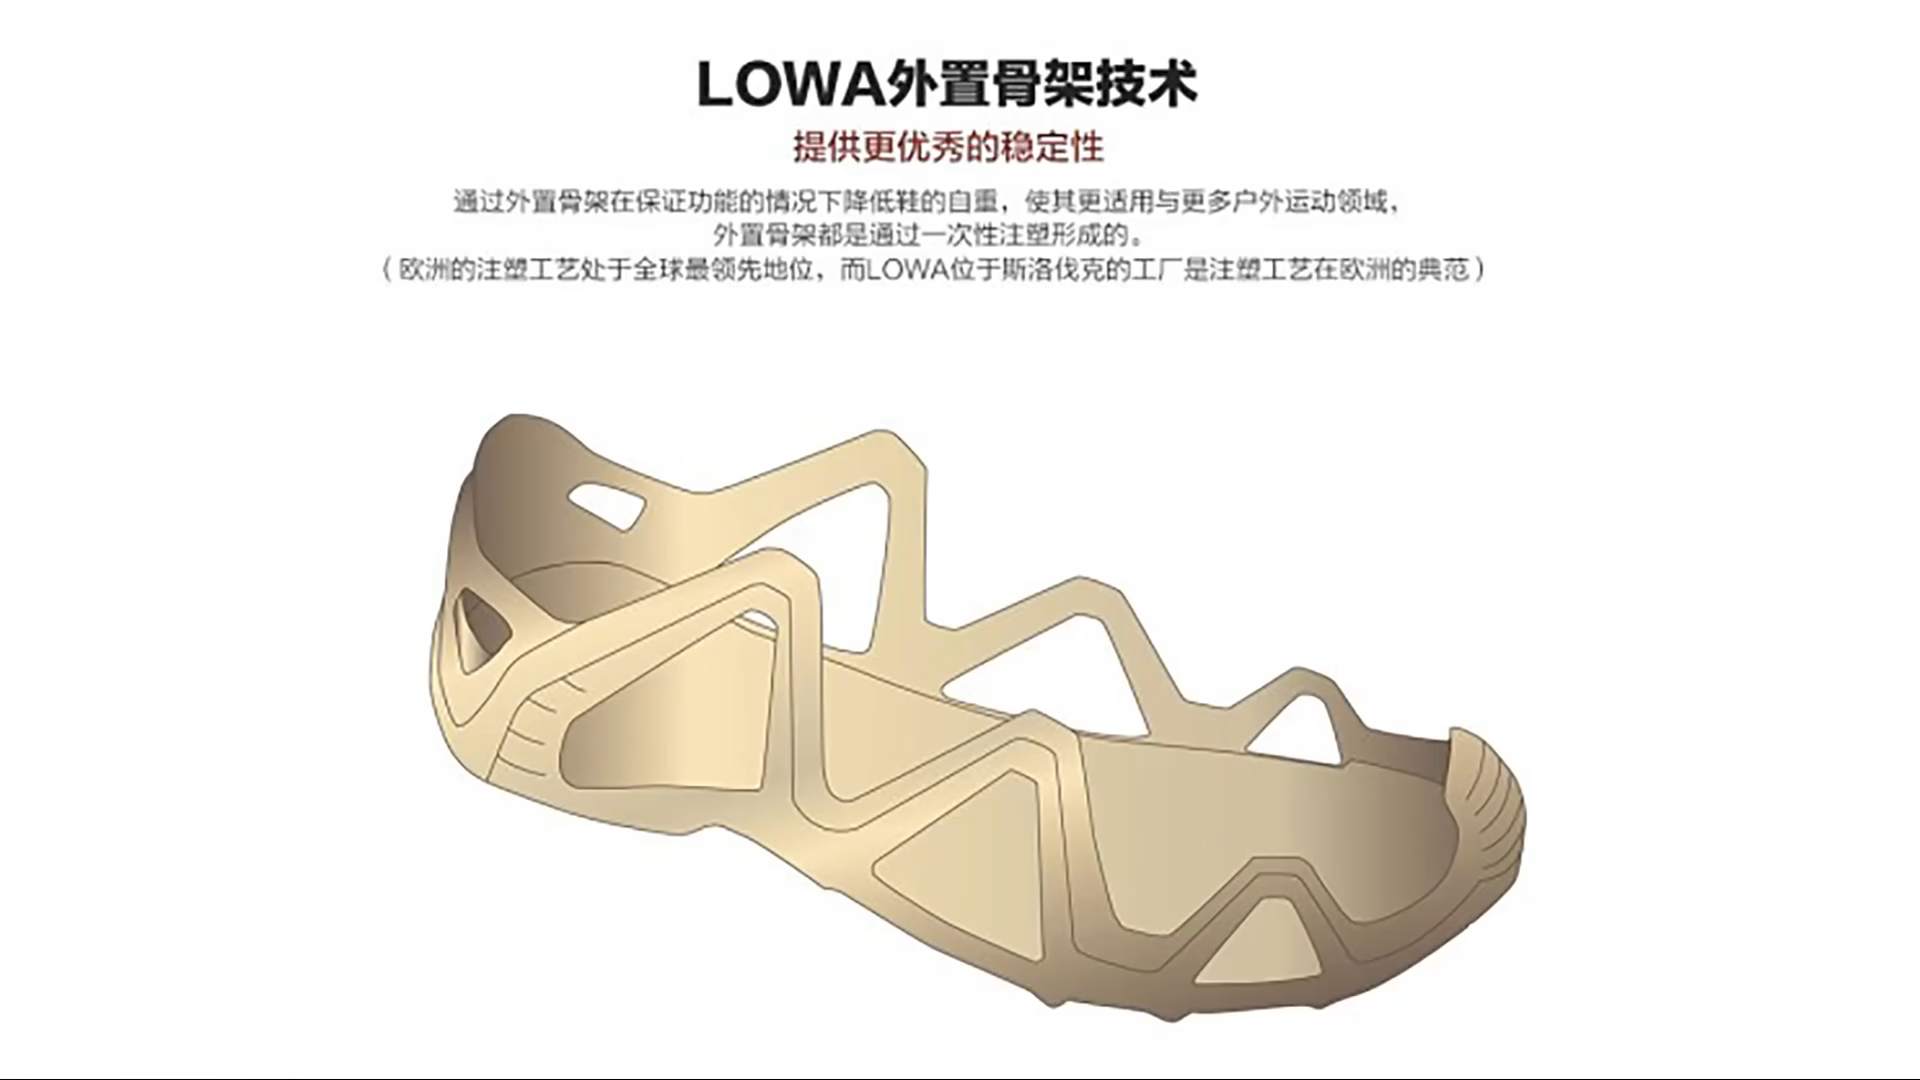 LOWA外置骨架技术
提供更优秀的稳定性
通过外置骨架在保证功能的情况下降低鞋的自重，使其更适用与更多户外运动领域，
外置骨架都是通过一次性注塑形成的。
（欧洲的注塑工艺处于全球最领先地位，而LOWA位于斯洛伐克的工厂是注塑工艺在欧洲的典范）